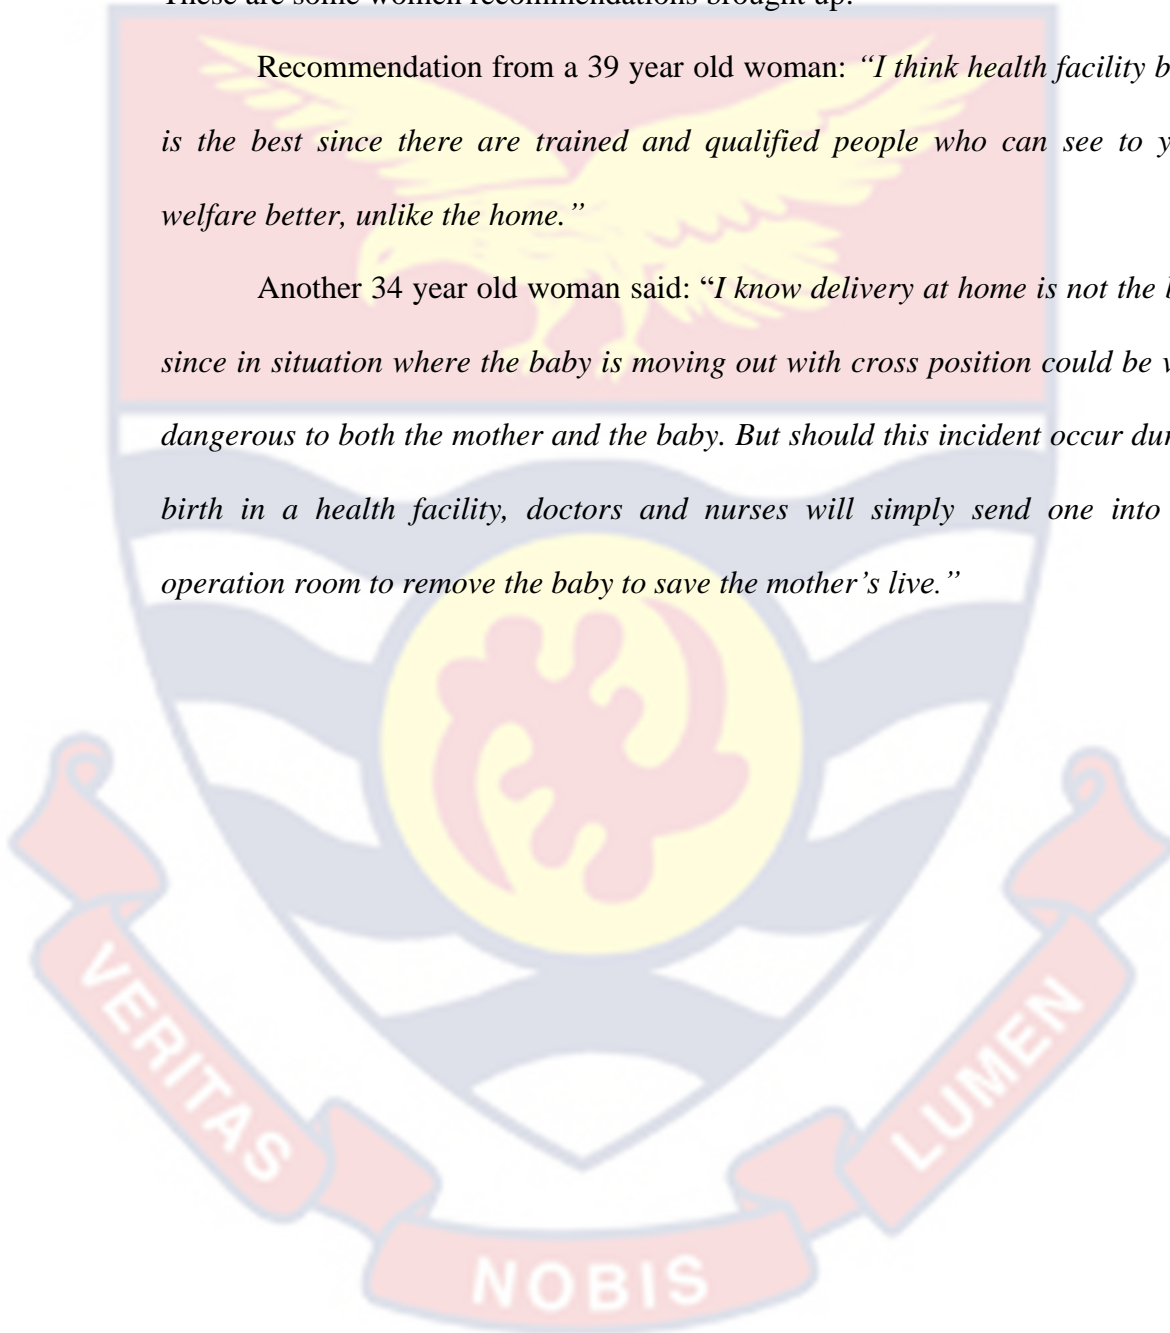 These are some women recommendations brought up:
Recommendation from a 39 year old woman: “I think health facility b
is the best since there are trained and qualified people who can see to y
welfare better, unlike the home.”
Another 34 year old woman said: “I know delivery at home is not the b
since in situation where the baby is moving out with cross position could be v
dangerous to both the mother and the baby. But should this incident occur dur
birth in a health facility, doctors and nurses will simply send one into
operation room to remove the baby to save the mother’s live.”
VERITAS
NOBIS
LUMEN